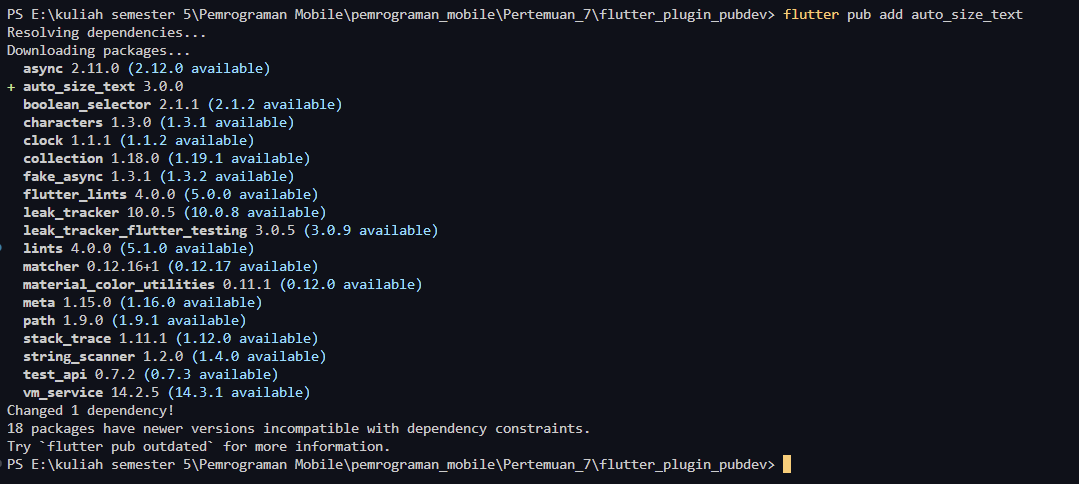 PS E:\kuliah semester 5\Pemrograman Mobile\pemrograman_mobile\Pertemuan_7\flutter_plugin_pubdev> flutter pub add auto_size_text
Resolving dependencies...
Downloading packages...
  async 2.11.0 (2.12.0 available)
+ auto_size_text 3.0.0
  boolean_selector 2.1.1 (2.1.2 available)
  characters 1.3.0 (1.3.1 available)
  clock 1.1.1 (1.1.2 available)
  collection 1.18.0 (1.19.1 available)
  fake_async 1.3.1 (1.3.2 available)
  flutter_lints 4.0.0 (5.0.0 available)
  leak_tracker 10.0.5 (10.0.8 available)
  leak_tracker_flutter_testing 3.0.5 (3.0.9 available)
  lints 4.0.0 (5.1.0 available)
  matcher 0.12.16+1 (0.12.17 available)
  material_color_utilities 0.11.1 (0.12.0 available)
  meta 1.15.0 (1.16.0 available)
  path 1.9.0 (1.9.1 available)
  stack_trace 1.11.1 (1.12.0 available)
  string_scanner 1.2.0 (1.4.0 available)
  test_api 0.7.2 (0.7.3 available)
  vm_service 14.2.5 (14.3.1 available)
Changed 1 dependency!
18 packages have newer versions incompatible with dependency constraints.
Try `flutter pub outdated` for more information.
PS E:\kuliah semester 5\Pemrograman Mobile\pemrograman_mobile\Pertemuan_7\flutter_plugin_pubdev>